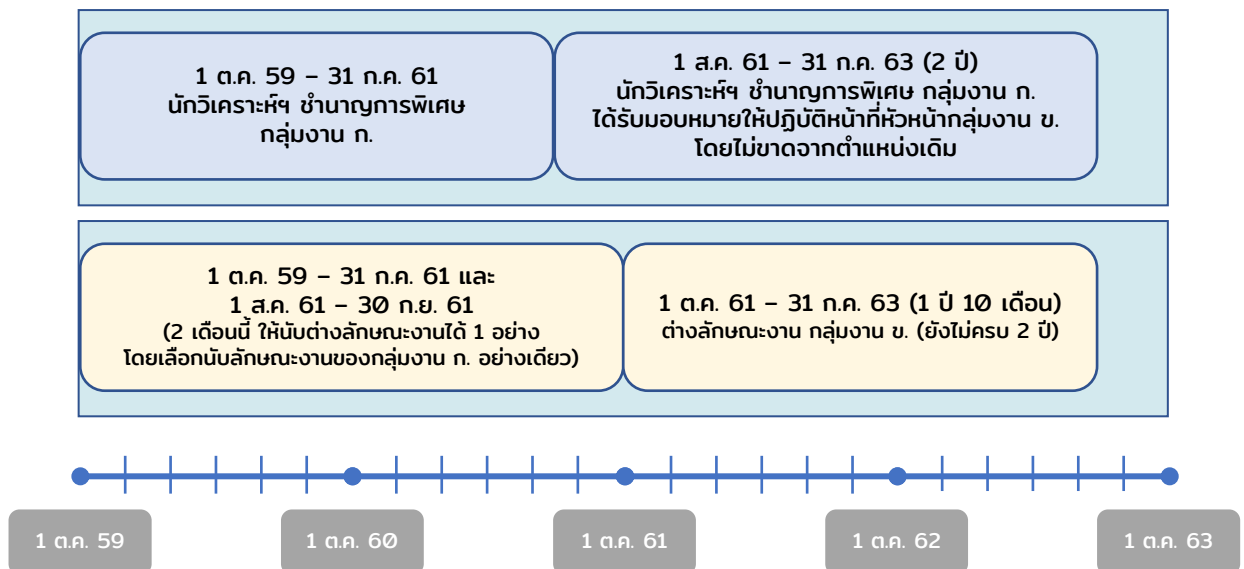 1 ต.ค. 59 – 31 ก.ค. 61
นักวิเคราะห์ฯ ชำนาญการพิเศษ
กลุ่มงาน ก.
1 ส.ค. 61 – 31 ก.ค. 63 (2 ปี)
นักวิเคราะห์ฯ ชำนาญการพิเศษ กลุ่มงาน ก.
ได้รับมอบหมายให้ปฏิบัติหน้าที่หัวหน้ากลุ่มงาน ข.
โดยไม่ขาดจากตำแหน่งเดิม
1 ต.ค. 59 – 31 ก.ค. 61 และ
1 ส.ค. 61 – 30 ก.ย. 61
(2 เดือนนี้ ให้นับต่างลักษณะงานได้ 1 อย่าง
โดยเลือกนับลักษณะงานของกลุ่มงาน ก. อย่างเดียว)
1 ต.ค. 61 – 31 ก.ค. 63 (1 ปี 10 เดือน)
ต่างลักษณะงาน กลุ่มงาน ข. (ยังไม่ครบ 2 ปี)
1 ต.ค. 59
1 ต.ค. 60
1 ต.ค. 61
1 ต.ค. 62
1 ต.ค. 63